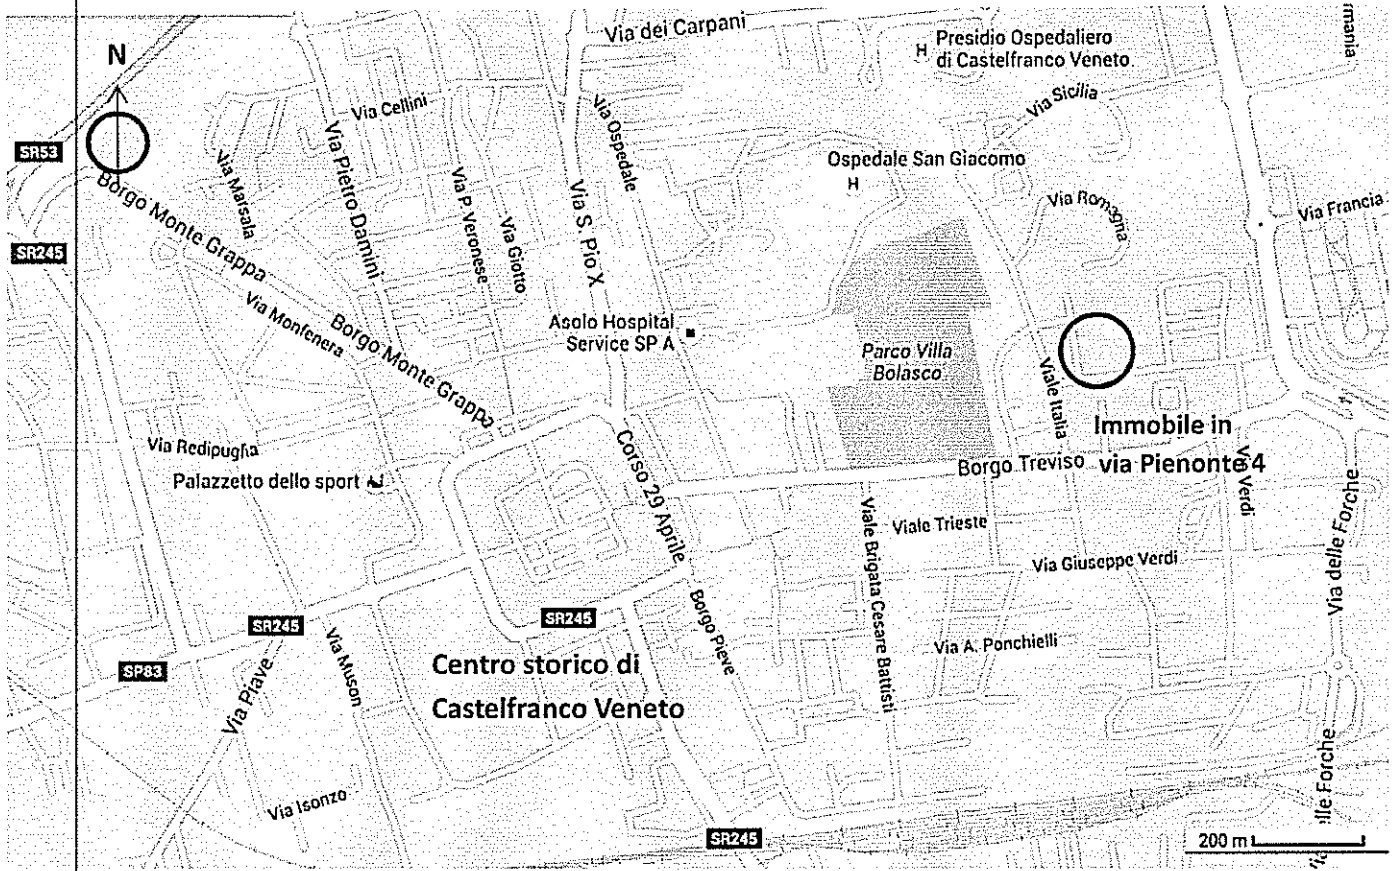 N
Via dei Carpani
H Presidio Ospedaliero
di Castelfranco Veneto
Via Cellini
Via Ospedale
Via Sicilia
SR53
Via Marsala
Via Pietro Damini
Via P. Veronese
Via Giotto
Via S. Pio X
Ospedale San Giacomo
H
Via Romagna
Via Francia
Borgo Monte Grappa
SR245
Via Monfenera
Borgo Monte Grappa
Asolo Hospital
Service SP A
Parco Villa
Bolasco
Viale Italia
Immobile in
via Pienonte 4
Via Redipuglia
Palazzetto dello sport
Corso 29 Aprile
Borgo Treviso
Verdi
Viale Trieste
Viale Brigata Cesare Battisti
Via Giuseppe Verdi
Via delle Forche
SR245
SR245
Borgo Pieve
Via A. Ponchielli
SP83
Via Piave
Via Muson
Centro storico di
Castelfranco Veneto
Via Isonzo
lle Forche
SR245
200 m